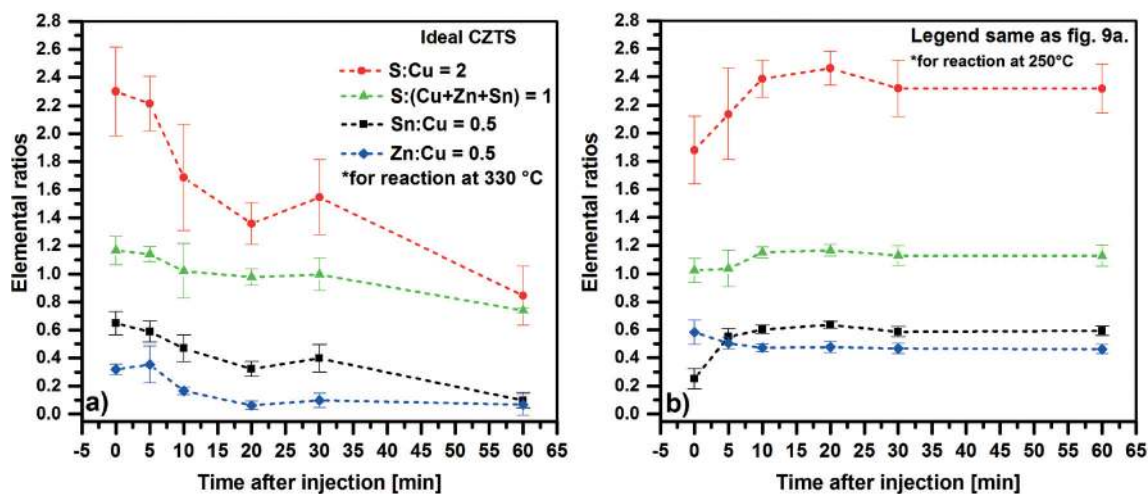 Elemental ratios
2.8
2.6
2.4
2.2
2.0
1.8
1.6
1.4
1.2
1.0
0.8
0.6
0.4
0.2
0.0
Ideal CZTS
S:Cu = 2
S:(Cu+Zn+Sn) = 1
Sn:Cu = 0.5
Zn:Cu = 0.5
*for reaction at 330 °C
a)
-5 0 5 10 15 20 25 30 35 40 45 50 55 60 65
Time after injection [min]
Elemental ratios
2.8
2.6
2.4
2.2
2.0
1.8
1.6
1.4
1.2
1.0
0.8
0.6
0.4
0.2
0.0
Legend same as fig. 9a.
*for reaction at 250°C
b)
-5 0 5 10 15 20 25 30 35 40 45 50 55 60 65
Time after injection [min]